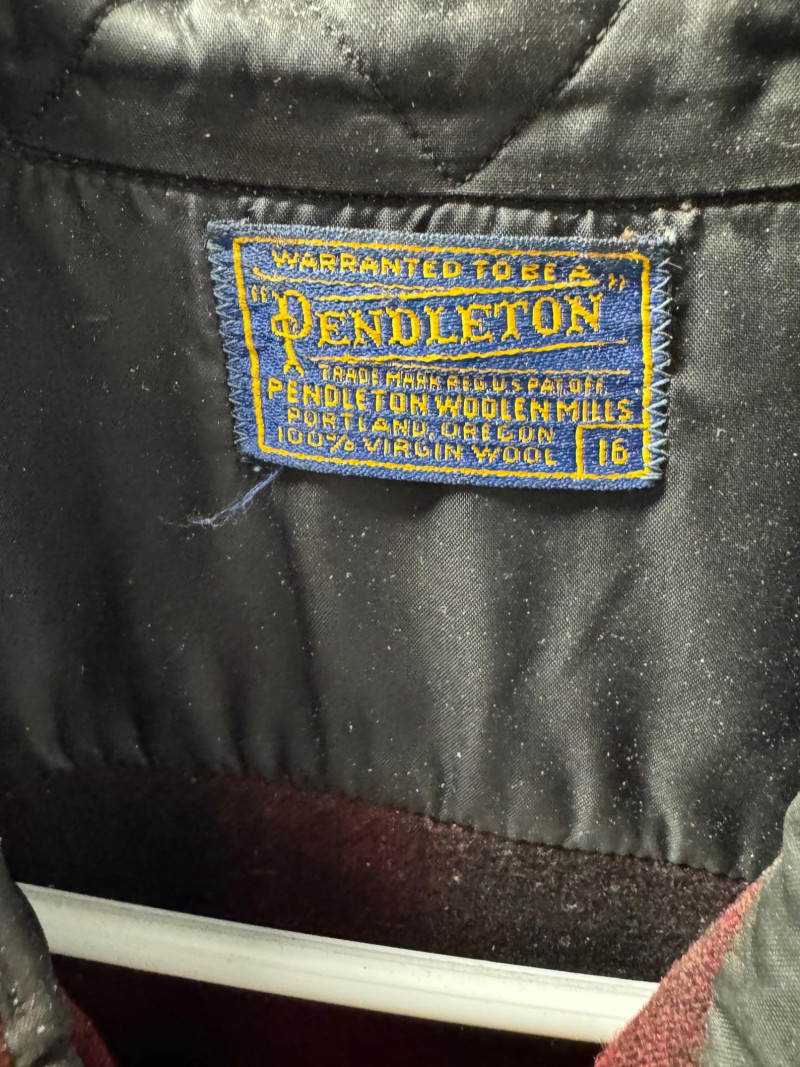 WARRANTED TO BE A
"PENDLETON"
TRADE MARK REG.U.S.PAT.OFF.
PENDLETON WOOLEN MILLS
PORTLAND, OREGON
100% VIRGIN WOOL
16